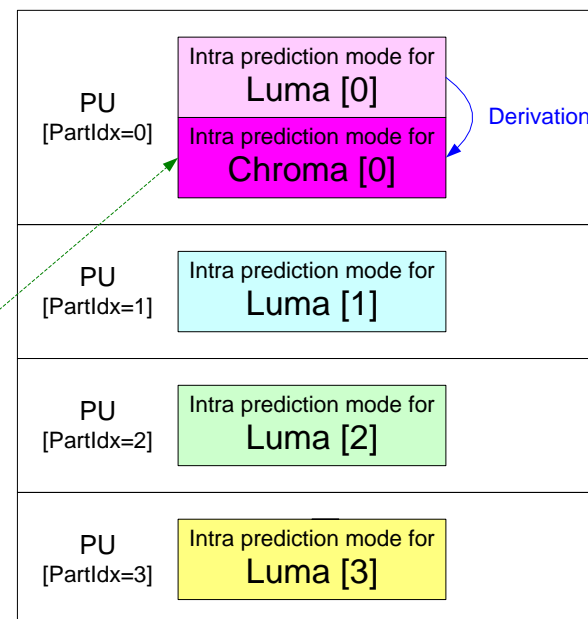 PU
[PartIdx=0]
Intra prediction mode for
Luma [0]
Intra prediction mode for
Chroma [0]
Derivation
PU
[PartIdx=1]
Intra prediction mode for
Luma [1]
PU
[PartIdx=2]
Intra prediction mode for
Luma [2]
PU
[PartIdx=3]
Intra prediction mode for
Luma [3]